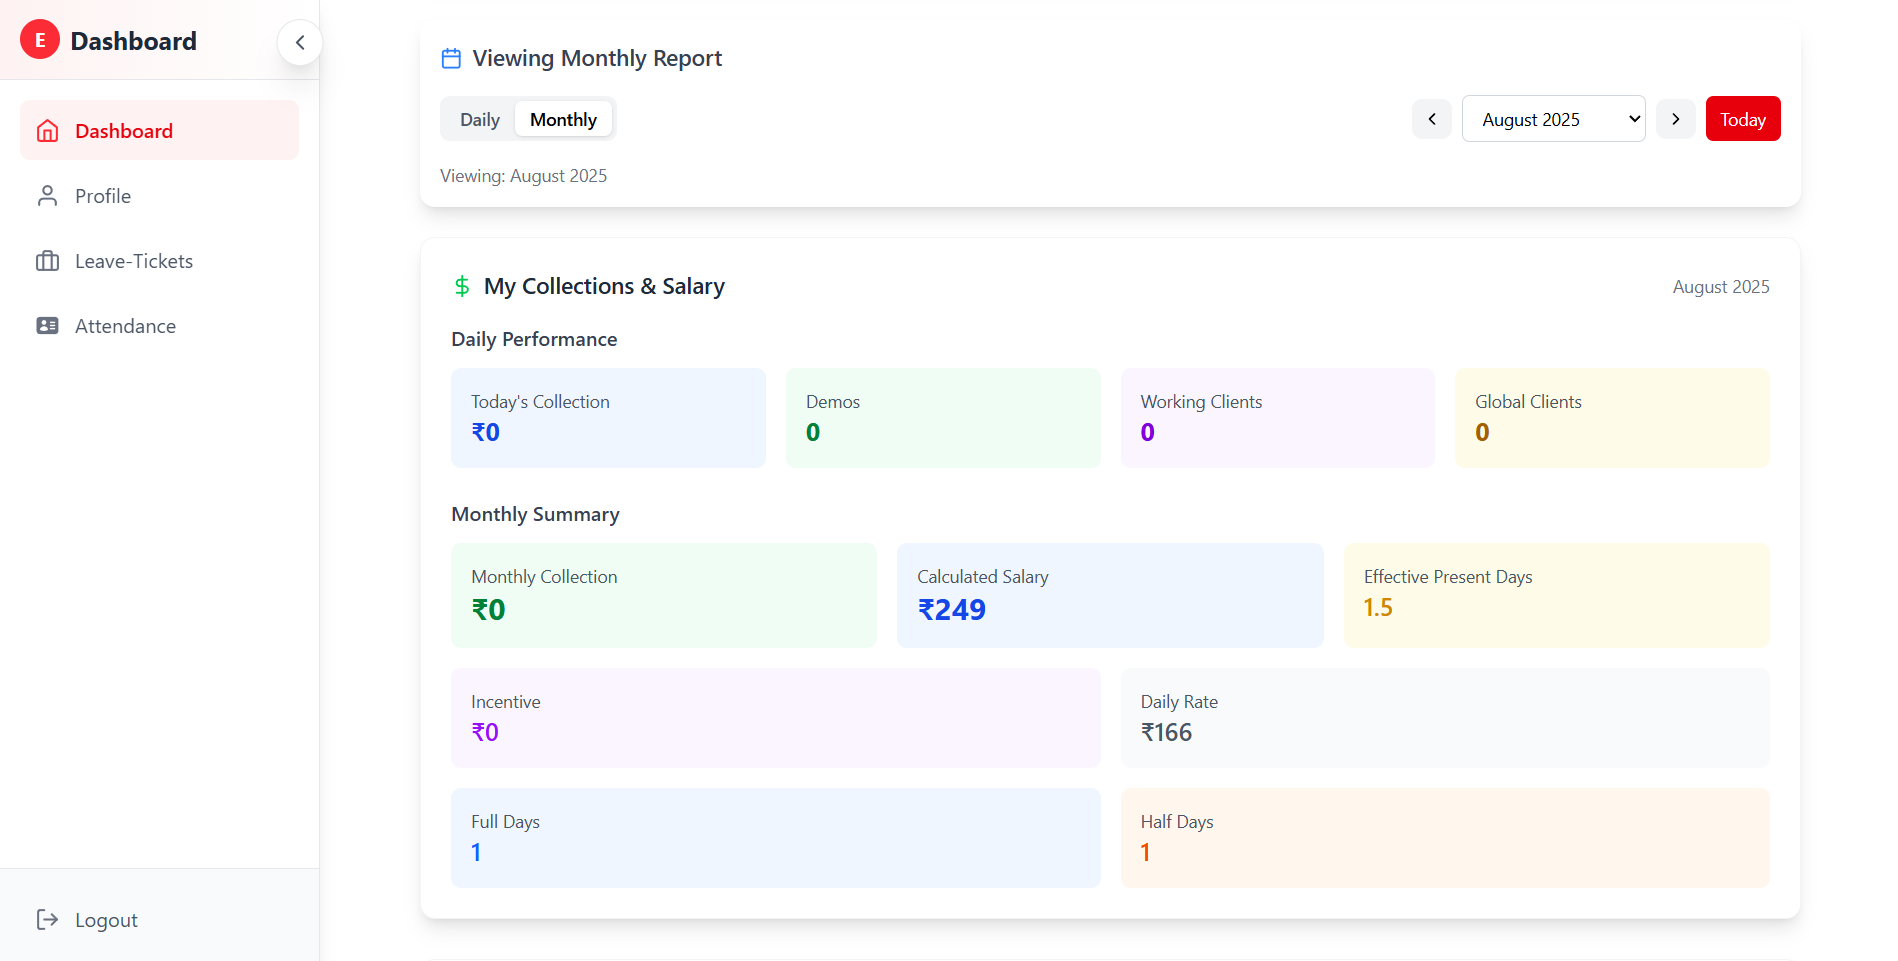 E Dashboard
Dashboard
Profile
Leave-Tickets
Attendance
Logout
Viewing Monthly Report
Daily Monthly August 2025 Today
Viewing: August 2025
My Collections & Salary August 2025
Daily Performance
Today's Collection Demos Working Clients Global Clients
₹0 0 0 0
Monthly Summary
Monthly Collection Calculated Salary Effective Present Days
₹0 ₹249 1.5
Incentive Daily Rate
₹0 ₹166
Full Days Half Days
1 1